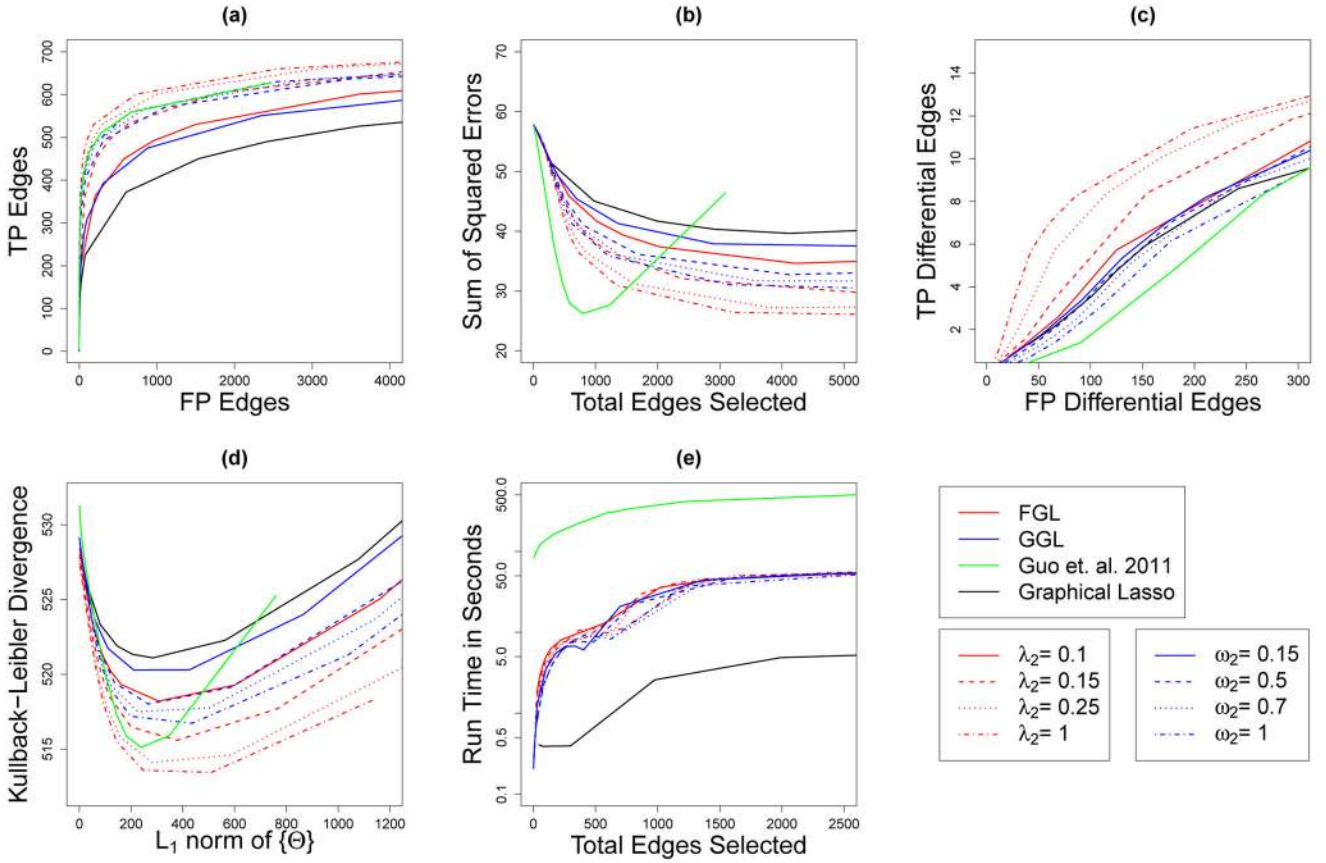 (a)
TP Edges
0 100 200 300 400 500 600 700
0 1000 2000 3000 4000
FP Edges
(b)
Sum of Squared Errors
20 30 40 50 60 70
0 1000 2000 3000 4000 5000
Total Edges Selected
(c)
TP Differential Edges
2 4 6 8 10 12 14
0 50 100 150 200 250 300
FP Differential Edges
(d)
Kullback−Leibler Divergence
515 520 525 530
0 200 400 600 800 1000 1200
L₁ norm of {Θ}
(e)
Run Time in Seconds
0.1 0.5 5.0 50.0 500.0
0 500 1000 1500 2000 2500
Total Edges Selected
FGL
GGL
Guo et. al. 2011
Graphical Lasso
λ₂= 0.1
λ₂= 0.15
λ₂= 0.25
λ₂= 1
ω₂= 0.15
ω₂= 0.5
ω₂= 0.7
ω₂= 1